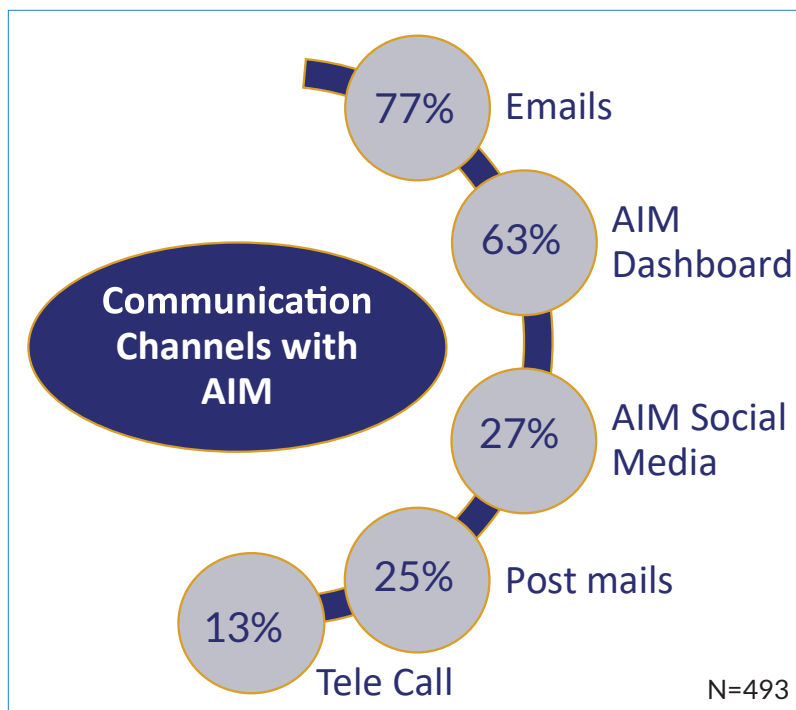 77%
Emails
63%
AIM
Dashboard
Communication
Channels with
AIM
27%
AIM Social
Media
25%
Post mails
13%
Tele Call
N=493